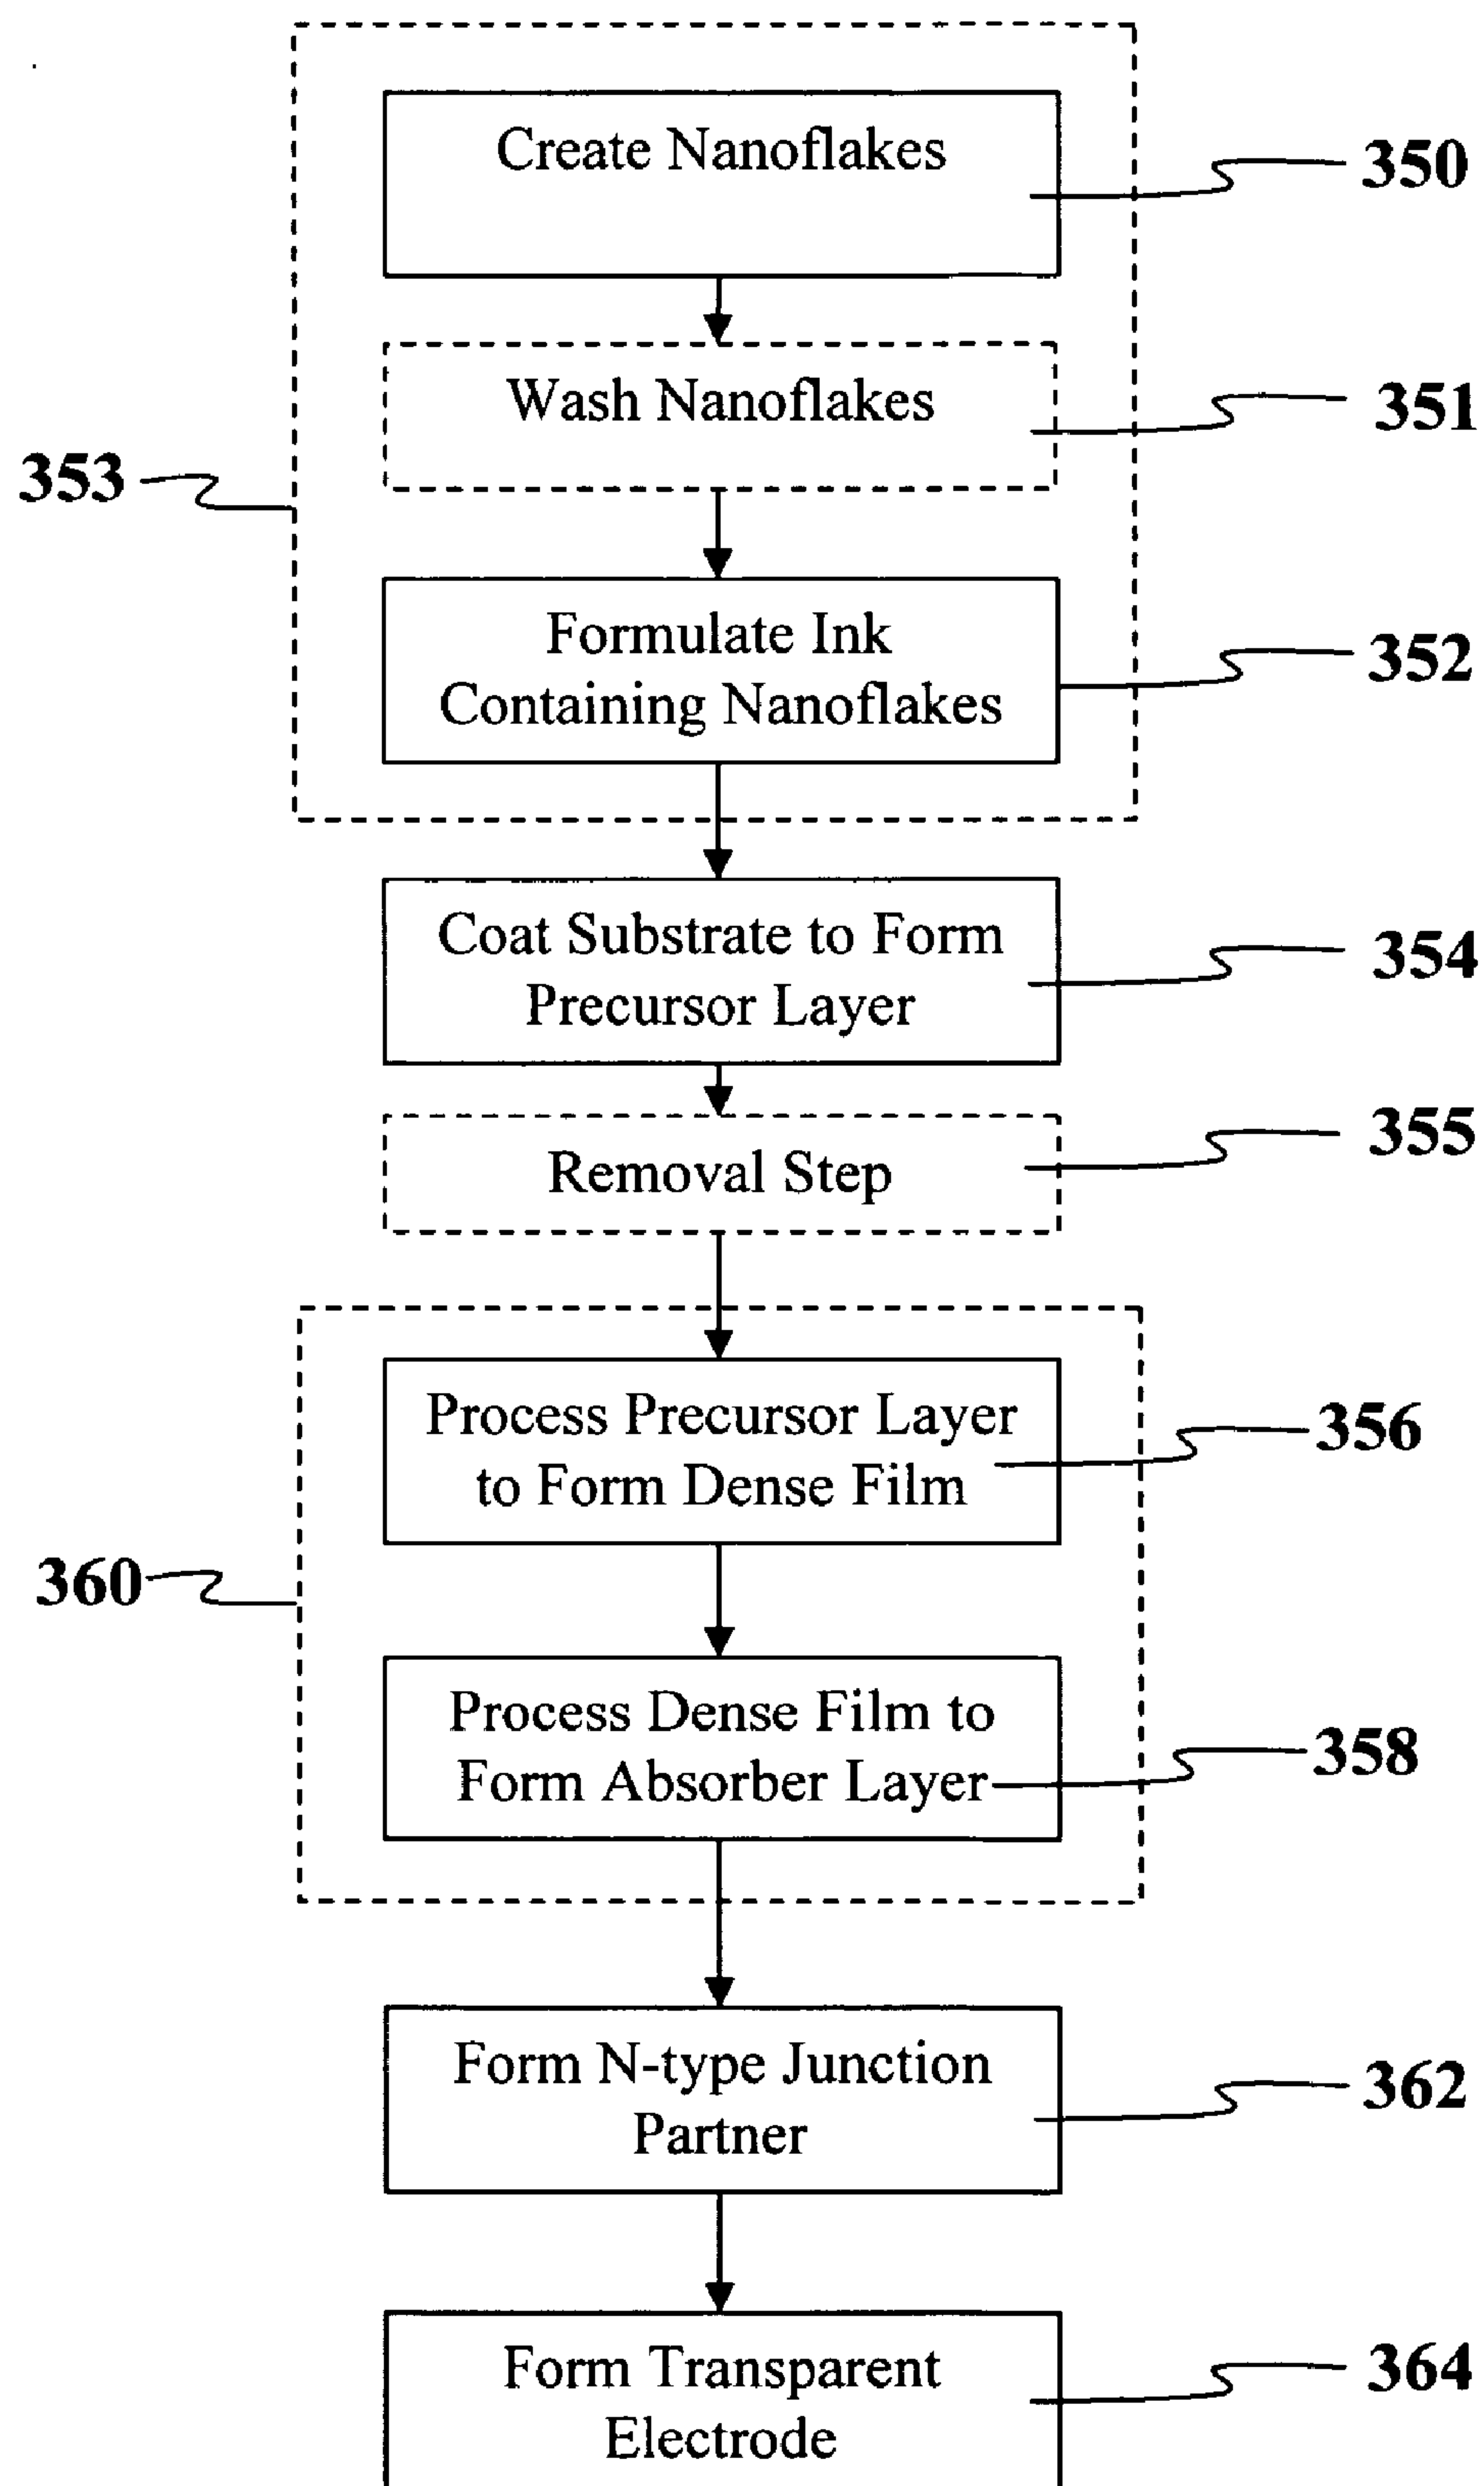 Create Nanoflakes
350
Wash Nanoflakes
351
353
Formulate Ink
Containing Nanoflakes
352
Coat Substrate to Form
Precursor Layer
354
Removal Step
355
Process Precursor Layer
to Form Dense Film
356
360
Process Dense Film to
Form Absorber Layer
358
Form N-type Junction
Partner
362
Form Transparent
Electrode
364